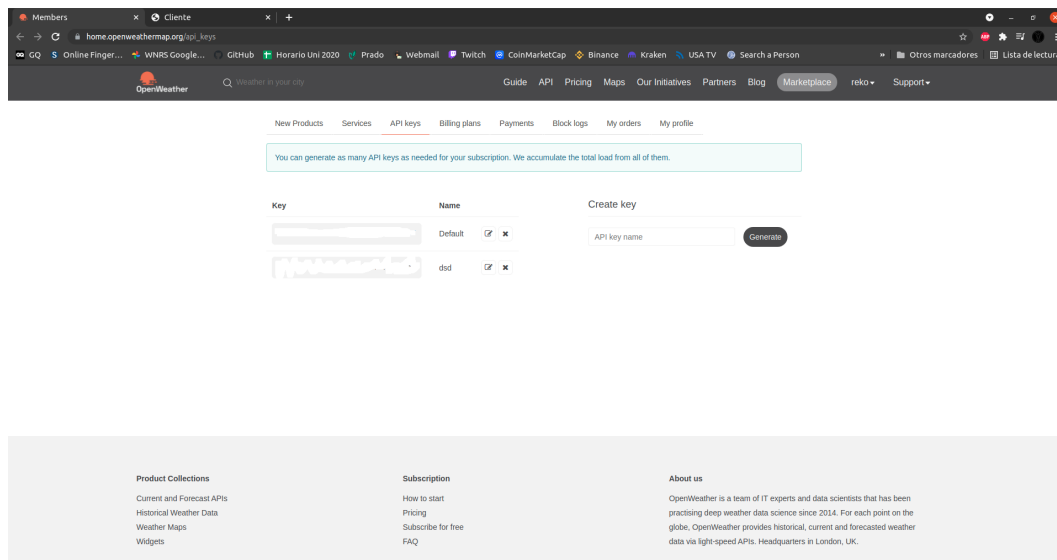 Members
Cliente
home.openweathermap.org/api_keys
GQ Online Finger... WNRS Google... GitHub Horario Uni 2020 Prado Webmail Twitch CoinMarketCap Binance Kraken USA TV Search a Person » Otros marcadores Lista de lectura
OpenWeather Weather in your city Guide API Pricing Maps Our Initiatives Partners Blog Marketplace reko Support
New Products Services API keys Billing plans Payments Block logs My orders My profile
You can generate as many API keys as needed for your subscription. We accumulate the total load from all of them.
Key Name
Default
dsd
Create key
API key name Generate
Product Collections
Current and Forecast APIs
Historical Weather Data
Weather Maps
Widgets
Subscription
How to start
Pricing
Subscribe for free
FAQ
About us
OpenWeather is a team of IT experts and data scientists that has been
practising deep weather data science since 2014. For each point on the
globe, OpenWeather provides historical, current and forecasted weather
data via light-speed APIs. Headquarters in London, UK.